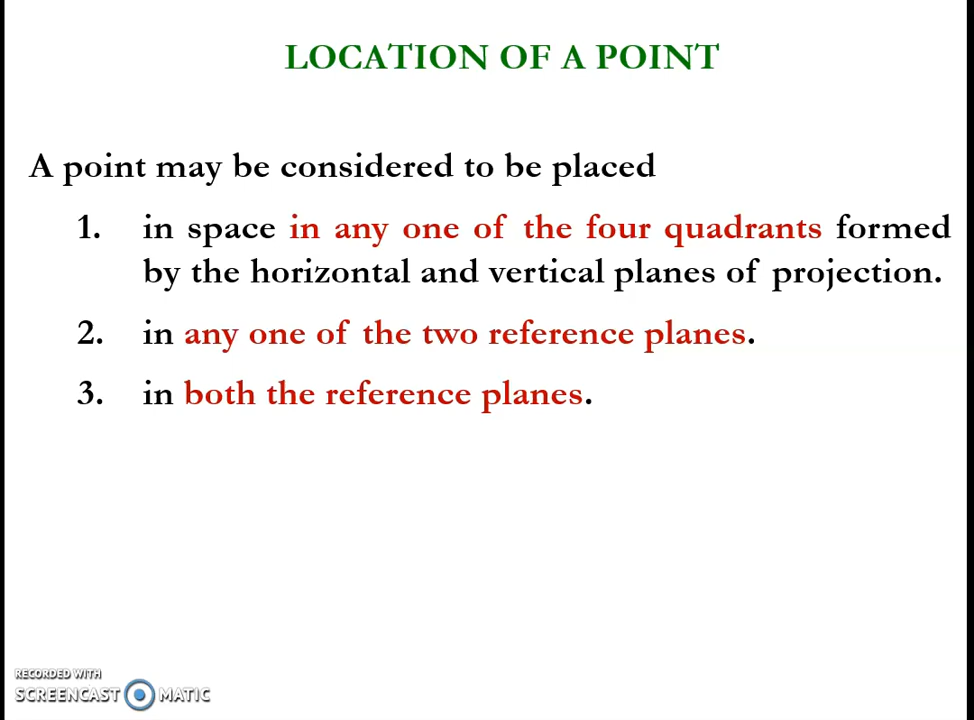 LOCATION OF A POINT
A point may be considered to be placed
1. in space in any one of the four quadrants formed
by the horizontal and vertical planes of projection.
2. in any one of the two reference planes.
3. in both the reference planes.
RECORDED WITH
SCREENCAST MATIC